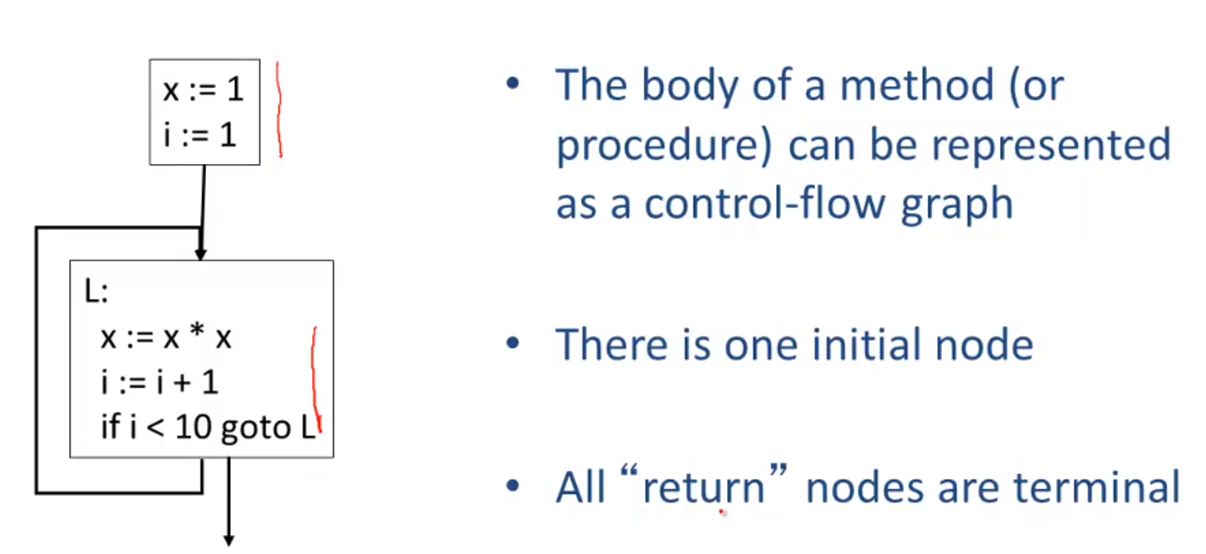 x := 1
i := 1
L:
x := x * x
i := i + 1
if i < 10 goto L
• The body of a method (or
procedure) can be represented
as a control-flow graph
• There is one initial node
• All “return” nodes are terminal